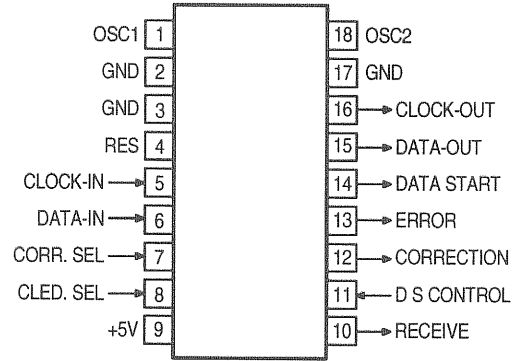 OSC1 1
GND 2
GND 3
RES 4
CLOCK-IN 5
DATA-IN 6
CORR. SEL 7
CLED. SEL 8
+5V 9
18 OSC2
17 GND
16 CLOCK-OUT
15 DATA-OUT
14 DATA START
13 ERROR
12 CORRECTION
11 D S CONTROL
10 RECEIVE